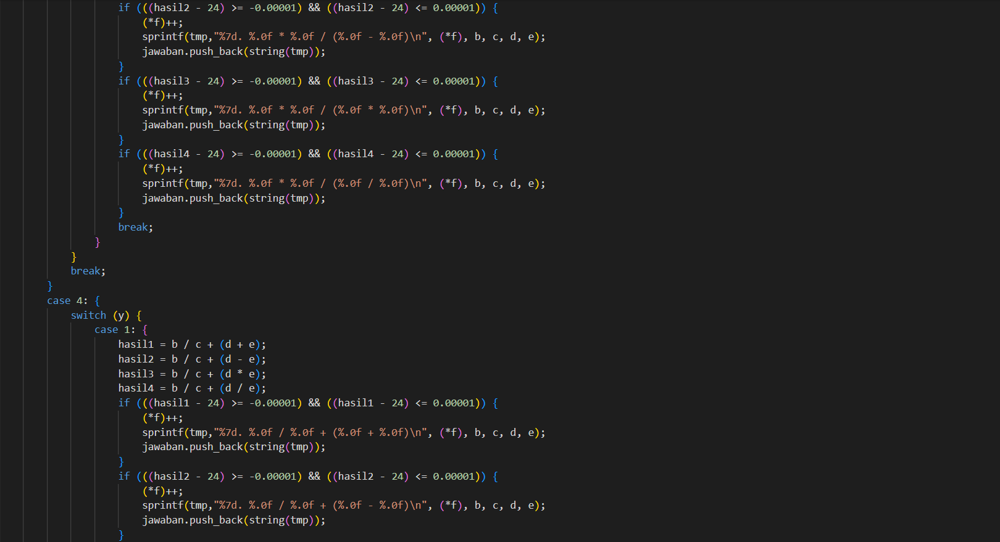 if (((hasil2 - 24) >= -0.00001) && ((hasil2 - 24) <= 0.00001)) {
(*f)++;
sprintf(tmp,"%7d. %.0f * %.0f / (%.0f - %.0f)\n", (*f), b, c, d, e);
jawaban.push_back(string(tmp));
}
if (((hasil3 - 24) >= -0.00001) && ((hasil3 - 24) <= 0.00001)) {
(*f)++;
sprintf(tmp,"%7d. %.0f * %.0f / (%.0f * %.0f)\n", (*f), b, c, d, e);
jawaban.push_back(string(tmp));
}
if (((hasil4 - 24) >= -0.00001) && ((hasil4 - 24) <= 0.00001)) {
(*f)++;
sprintf(tmp,"%7d. %.0f * %.0f / (%.0f / %.0f)\n", (*f), b, c, d, e);
jawaban.push_back(string(tmp));
}
break;
}
}
break;
}
case 4: {
switch (y) {
case 1: {
hasil1 = b / c + (d + e);
hasil2 = b / c + (d - e);
hasil3 = b / c + (d * e);
hasil4 = b / c + (d / e);
if (((hasil1 - 24) >= -0.00001) && ((hasil1 - 24) <= 0.00001)) {
(*f)++;
sprintf(tmp,"%7d. %.0f / %.0f + (%.0f + %.0f)\n", (*f), b, c, d, e);
jawaban.push_back(string(tmp));
}
if (((hasil2 - 24) >= -0.00001) && ((hasil2 - 24) <= 0.00001)) {
(*f)++;
sprintf(tmp,"%7d. %.0f / %.0f + (%.0f - %.0f)\n", (*f), b, c, d, e);
jawaban.push_back(string(tmp));
}